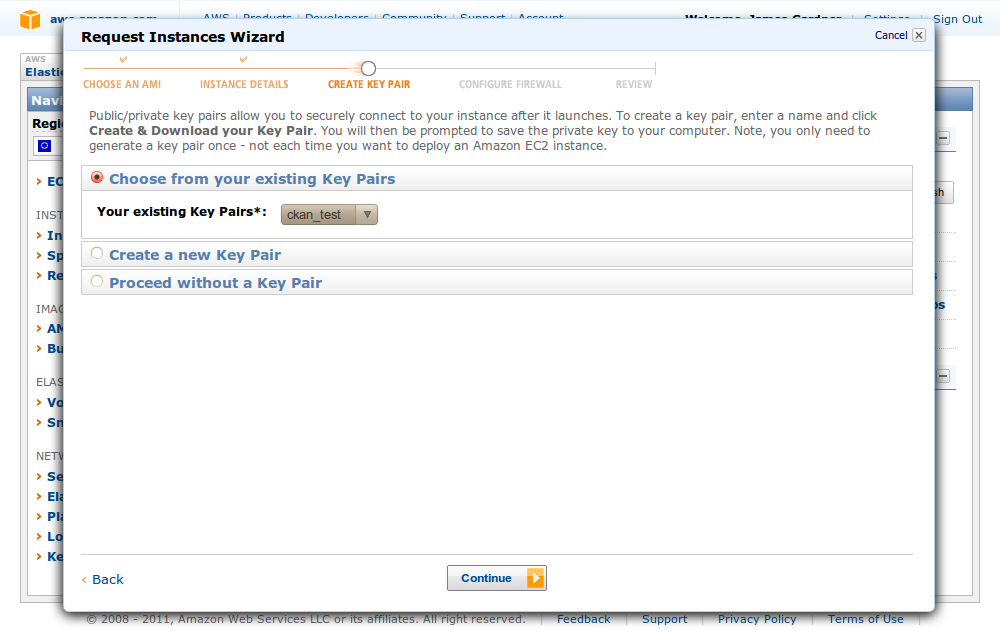 aws.amazon.com
AWS | Products | Developers | Community | Support | Account
Welcome, James Gardner | Settings | Sign Out
Request Instances Wizard
Cancel
CHOOSE AN AMI
INSTANCE DETAILS
CREATE KEY PAIR
CONFIGURE FIREWALL
REVIEW
Public/private key pairs allow you to securely connect to your instance after it launches. To create a key pair, enter a name and click
Create & Download your Key Pair. You will then be prompted to save the private key to your computer. Note, you only need to
generate a key pair once - not each time you want to deploy an Amazon EC2 instance.
Choose from your existing Key Pairs
Your existing Key Pairs*:
ckan_test
Create a new Key Pair
Proceed without a Key Pair
‹ Back
Continue
AWS
Elastic
Navi
Regi
EC
INST
In
Sp
Re
IMAG
AM
Bu
ELAS
Vo
Sn
NETW
Se
Ela
Pla
Lo
Ke
sh
s
ps
© 2008 - 2011, Amazon Web Services LLC or its affiliates. All right reserved. | Feedback | Support | Privacy Policy | Terms of Use